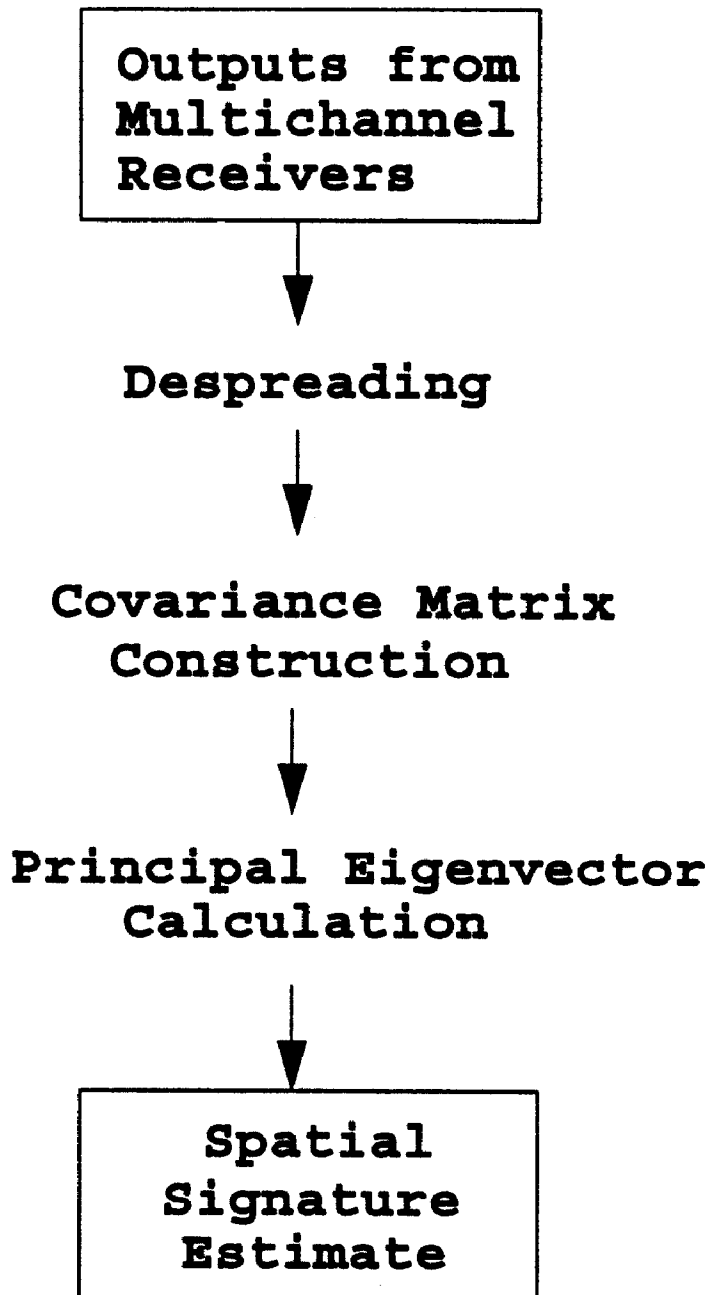 Outputs from
Multichannel
Receivers
Despreading
Covariance Matrix
Construction
Principal Eigenvector
Calculation
Spatial
Signature
Estimate